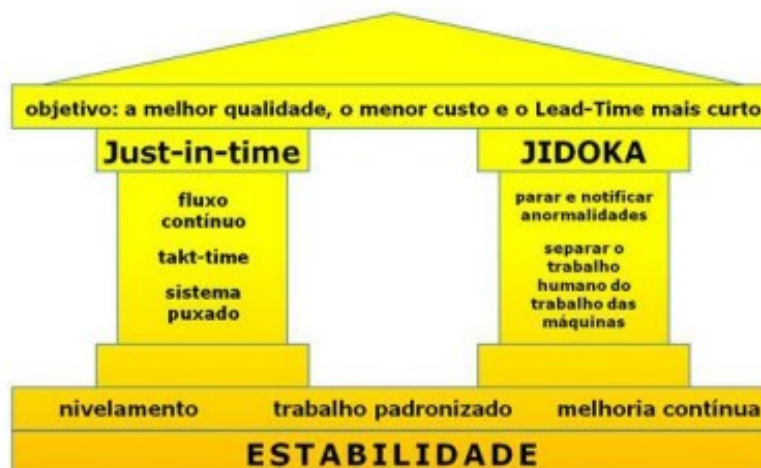 objetivo: a melhor qualidade, o menor custo e o Lead-Time mais curto
Just-in-time
fluxo
contínuo
takt-time
sistema
puxado
JIDOKA
parar e notificar
anormalidades
separar o
trabalho
humano do
trabalho das
máquinas
nivelamento trabalho padronizado melhoria contínua
ESTABILIDADE